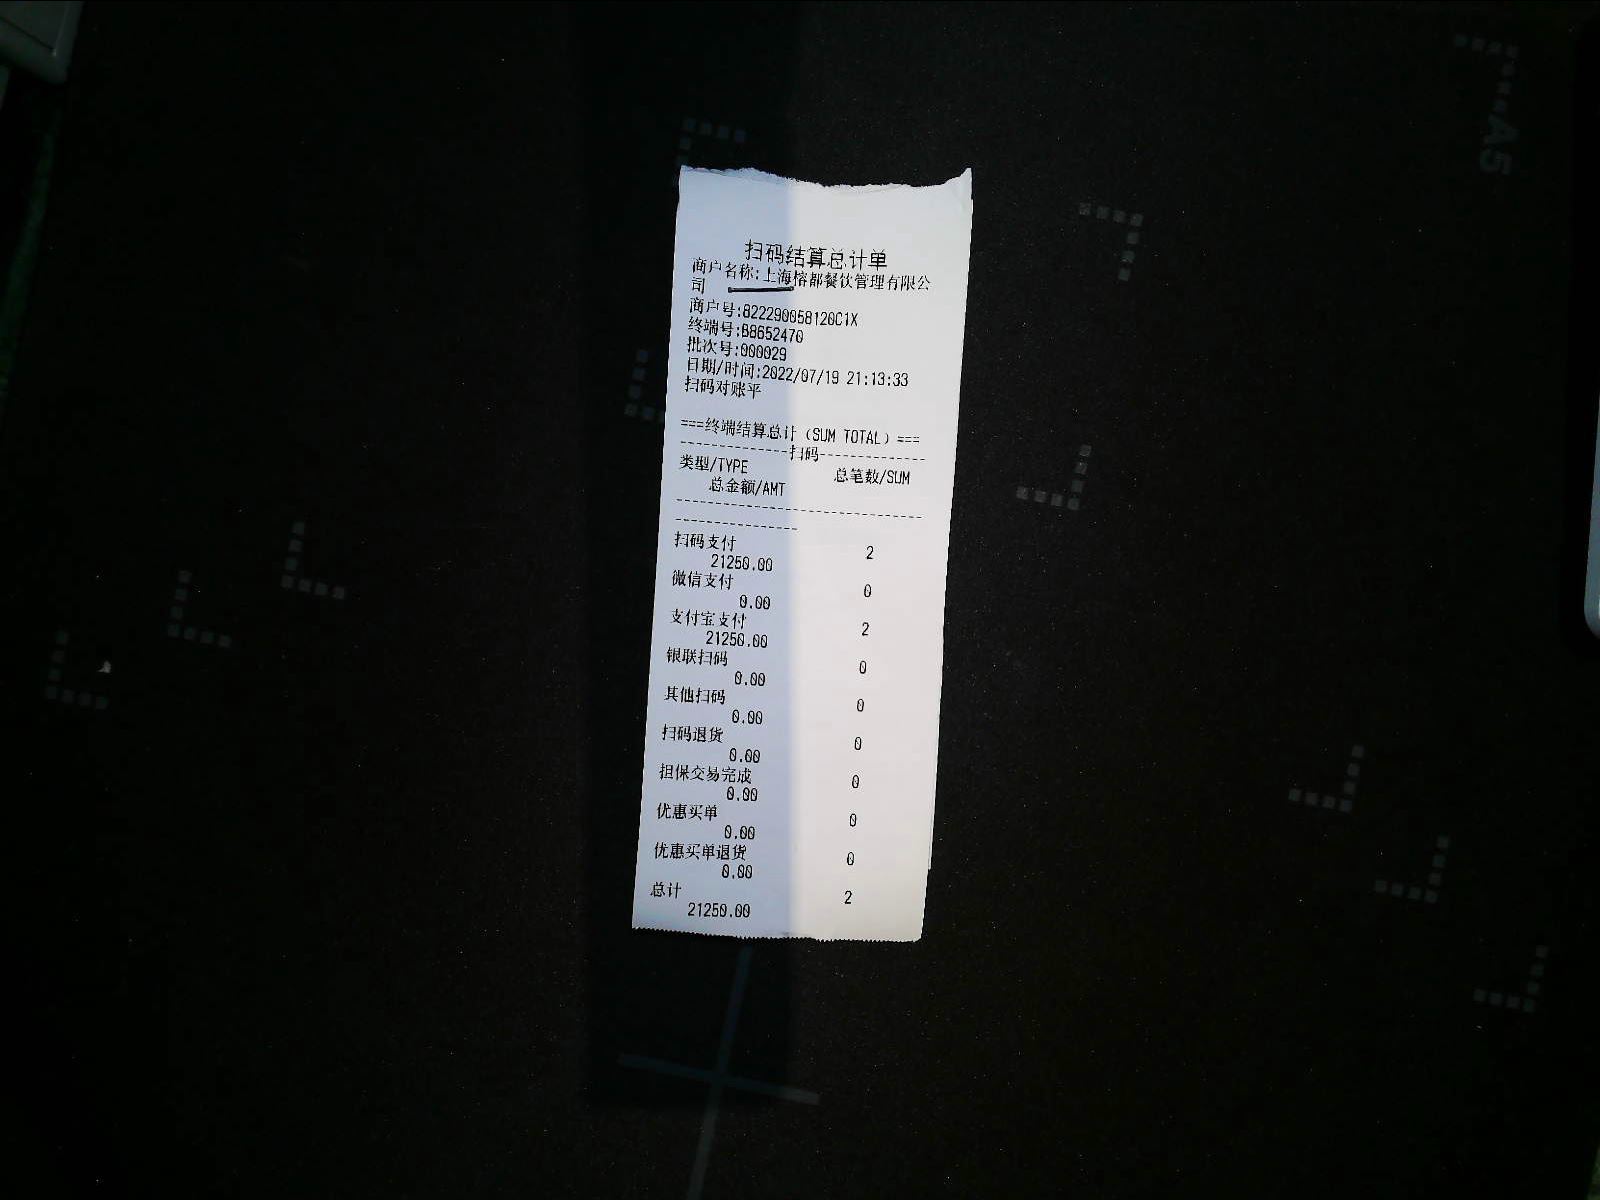 扫码结算总计单
商户名称:上海榕都餐饮管理有限公
司
商户号:822290058120C1X
终端号:B8652470
批次号:000029
日期/时间:2022/07/19 21:13:33
扫码对账平
===终端结算总计（SUM TOTAL）===
--------------扫码--------------
类型/TYPE 总笔数/SUM
总金额/AMT
--------------------------------
----------------
扫码支付 2
21250.00
微信支付 0
0.00
支付宝支付 2
21250.00
银联扫码 0
0.00
其他扫码 0
0.00
扫码退货 0
0.00
担保交易完成 0
0.00
优惠买单 0
0.00
优惠买单退货 0
0.00
总计 2
21250.00
A5